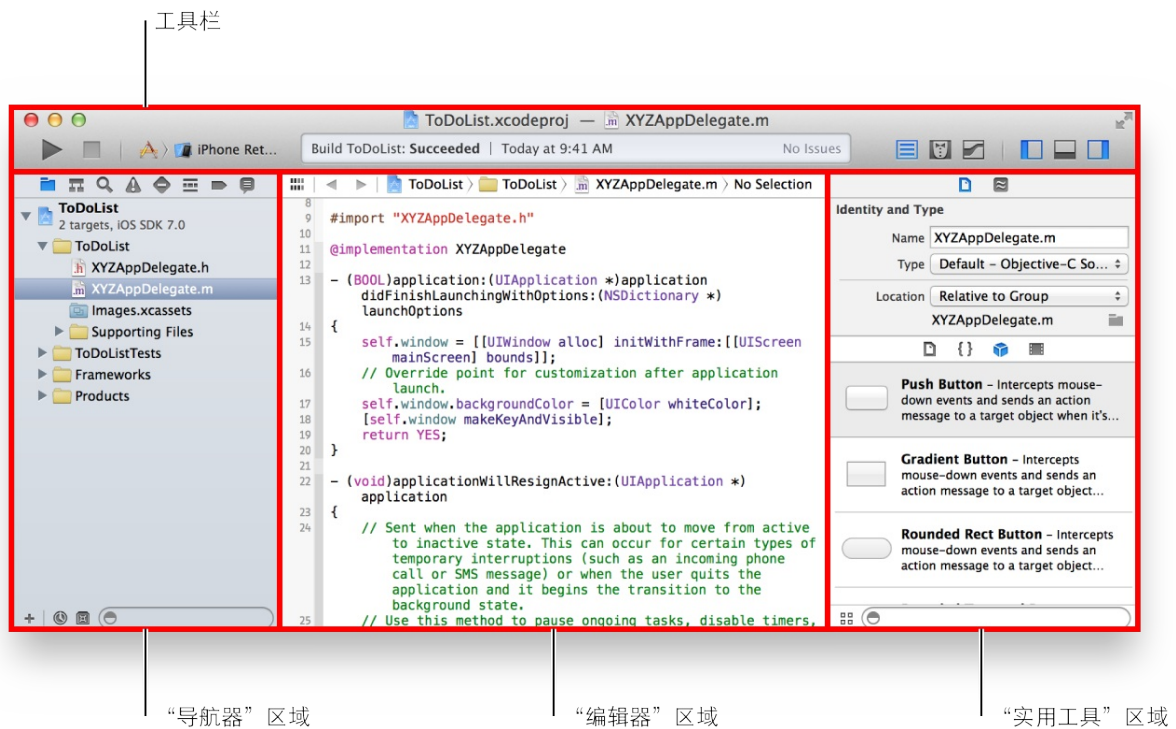 工具栏
ToDoList.xcodeproj — XYZAppDelegate.m
iPhone Ret...
Build ToDoList: Succeeded | Today at 9:41 AM
No Issues
ToDoList
2 targets, iOS SDK 7.0
ToDoList
XYZAppDelegate.h
XYZAppDelegate.m
Images.xcassets
Supporting Files
ToDoListTests
Frameworks
Products
ToDoList 〉 ToDoList 〉 XYZAppDelegate.m 〉 No Selection
8
9 #import "XYZAppDelegate.h"
10
11 @implementation XYZAppDelegate
12
13 - (BOOL)application:(UIApplication *)application
didFinishLaunchingWithOptions:(NSDictionary *)
launchOptions
14 {
15 self.window = [[UIWindow alloc] initWithFrame:[[UIScreen
mainScreen] bounds]];
16 // Override point for customization after application
launch.
17 self.window.backgroundColor = [UIColor whiteColor];
18 [self.window makeKeyAndVisible];
19 return YES;
20 }
21
22 - (void)applicationWillResignActive:(UIApplication *)
application
23 {
24 // Sent when the application is about to move from active
to inactive state. This can occur for certain types of
temporary interruptions (such as an incoming phone
call or SMS message) or when the user quits the
application and it begins the transition to the
background state.
25 // Use this method to pause ongoing tasks, disable timers,
Identity and Type
Name XYZAppDelegate.m
Type Default – Objective-C So...
Location Relative to Group
XYZAppDelegate.m
{}
Push Button – Intercepts mouse-
down events and sends an action
message to a target object when it's...
Gradient Button – Intercepts
mouse-down events and sends an
action message to a target object...
Rounded Rect Button – Intercepts
mouse-down events and sends an
action message to a target object...
“导航器”区域
“编辑器”区域
“实用工具”区域